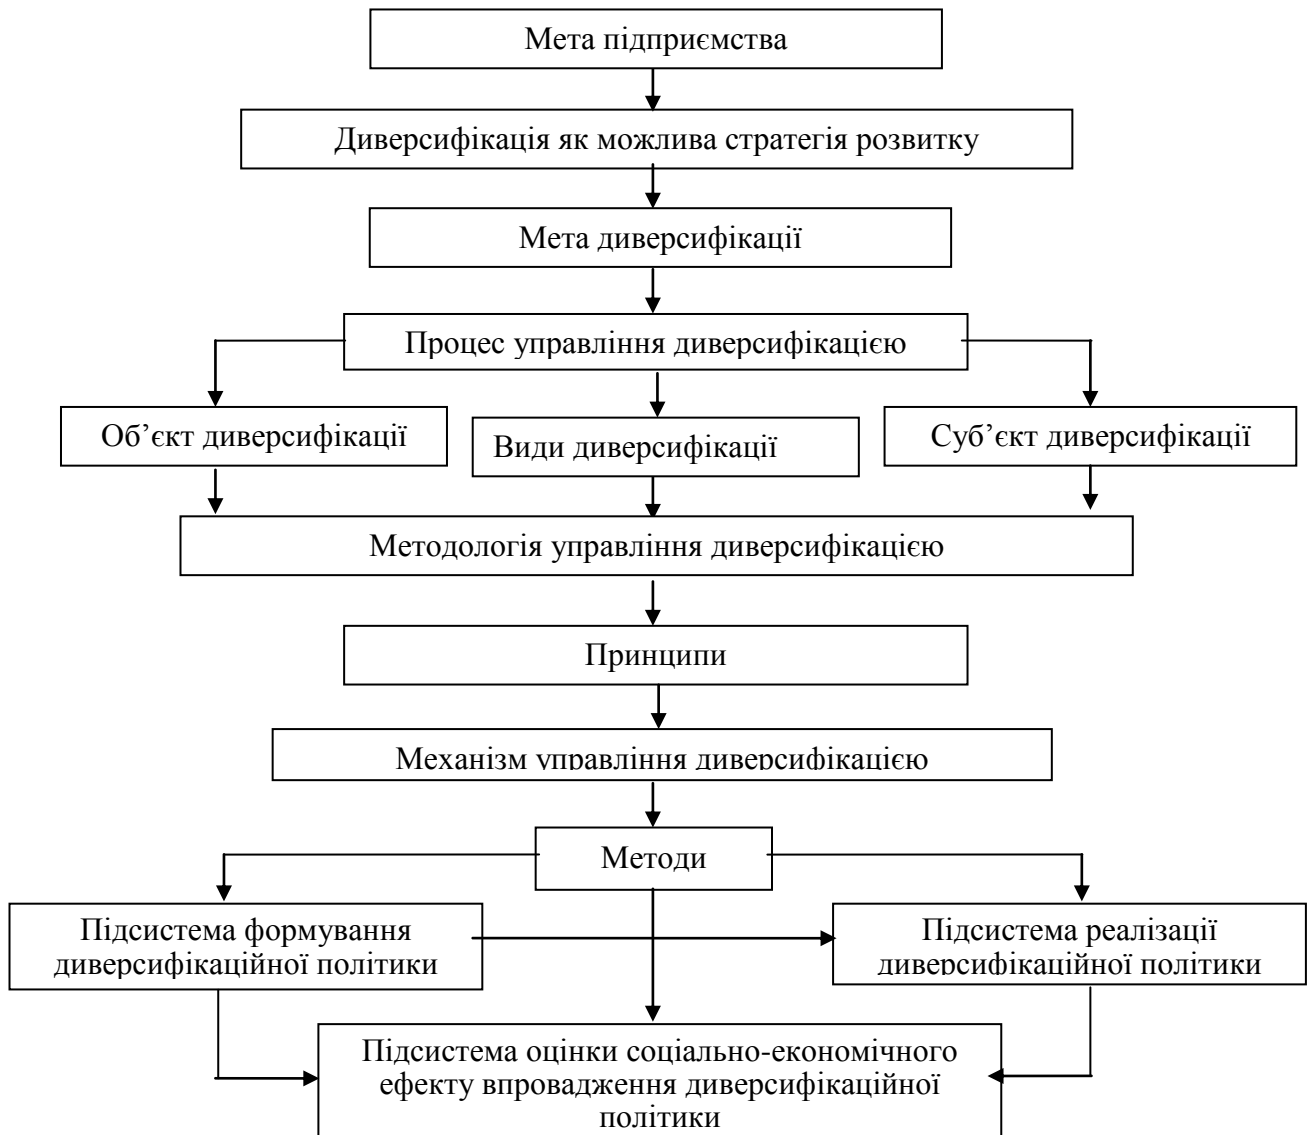 Мета підприємства
Диверсифікація як можлива стратегія розвитку
Мета диверсифікації
Процес управління диверсифікацією
Об’єкт диверсифікації
Види диверсифікації
Суб’єкт диверсифікації
Методологія управління диверсифікацією
Принципи
Механізм управління диверсифікацією
Методи
Підсистема формування
диверсифікаційної політики
Підсистема реалізації
диверсифікаційної політики
Підсистема оцінки соціально-економічного
ефекту впровадження диверсифікаційної
політики